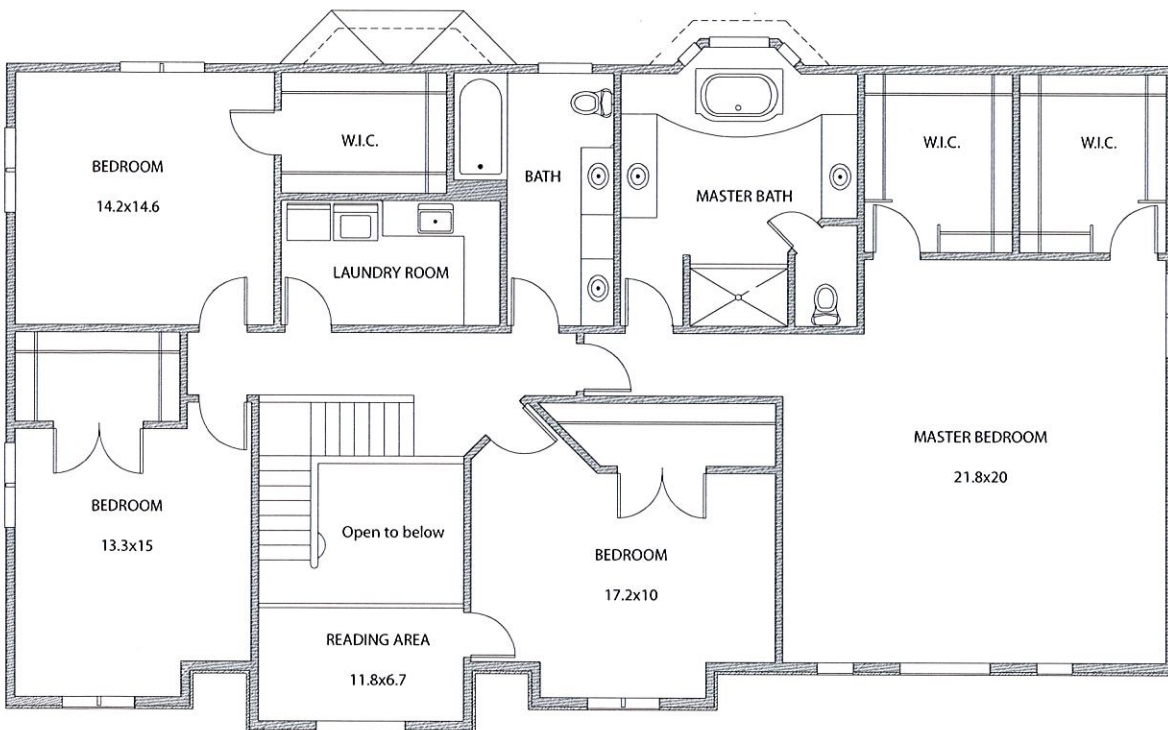 BEDROOM
14.2x14.6
W.I.C.
BATH
MASTER BATH
W.I.C.
W.I.C.
LAUNDRY ROOM
BEDROOM
13.3x15
Open to below
READING AREA
11.8x6.7
BEDROOM
17.2x10
MASTER BEDROOM
21.8x20